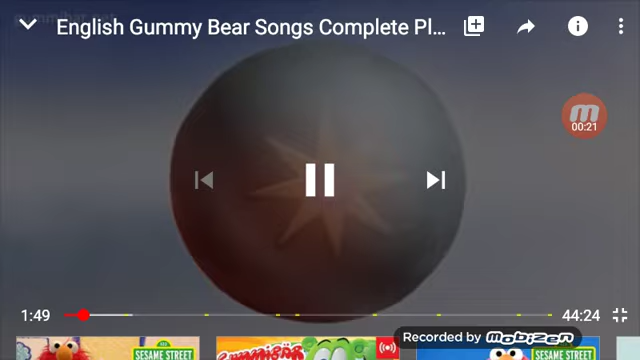 English Gummy Bear Songs Complete Pl...
00:21
1:49
44:24
SESAME STREET
Recorded by mobizen
SESAME STREET